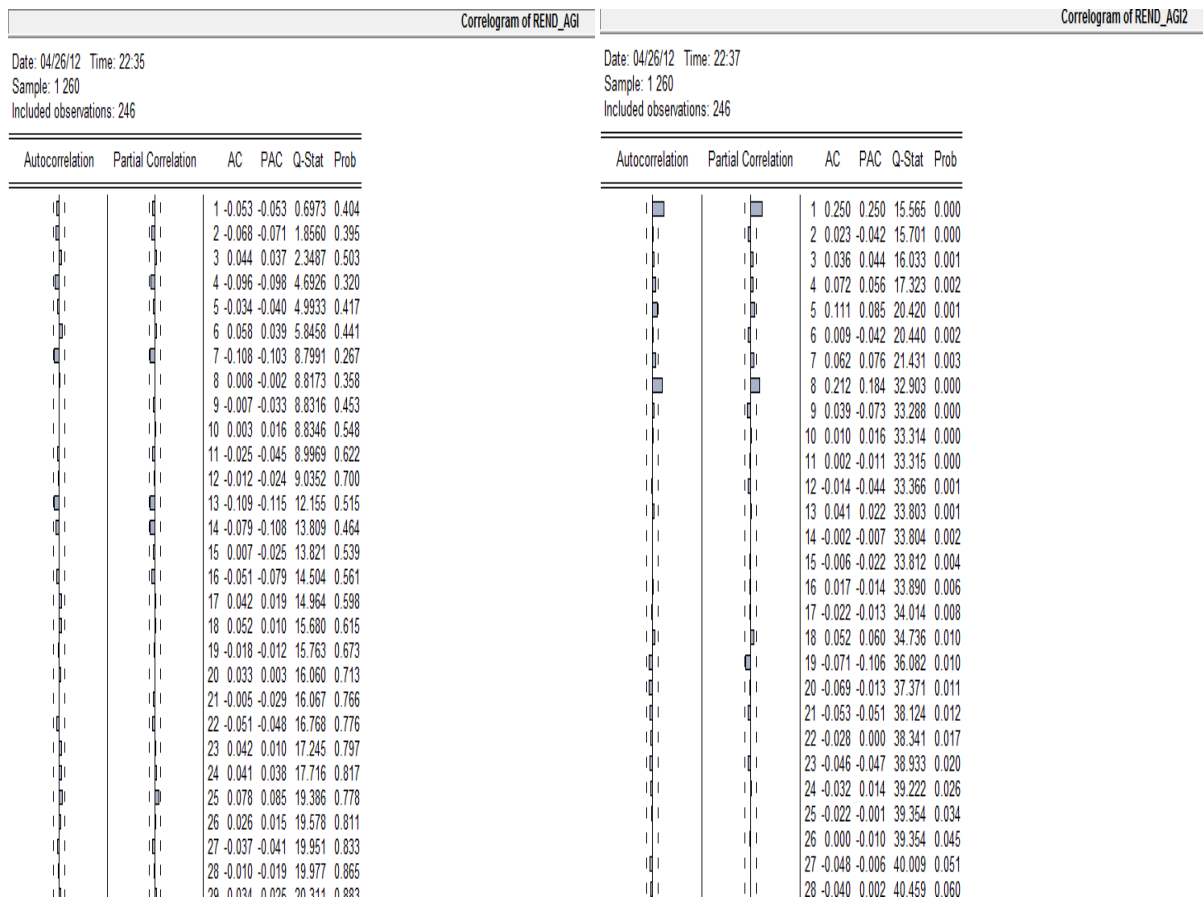 Correlogram of REND_AGI
Date: 04/26/12 Time: 22:35
Sample: 1 260
Included observations: 246
Autocorrelation Partial Correlation AC PAC Q-Stat Prob
1 -0.053 -0.053 0.6973 0.404
2 -0.068 -0.071 1.8560 0.395
3 0.044 0.037 2.3487 0.503
4 -0.096 -0.098 4.6926 0.320
5 -0.034 -0.040 4.9933 0.417
6 0.058 0.039 5.8458 0.441
7 -0.108 -0.103 8.7991 0.267
8 0.008 -0.002 8.8173 0.358
9 -0.007 -0.033 8.8316 0.453
10 0.003 0.016 8.8346 0.548
11 -0.025 -0.045 8.9969 0.622
12 -0.012 -0.024 9.0352 0.700
13 -0.109 -0.115 12.155 0.515
14 -0.079 -0.108 13.809 0.464
15 0.007 -0.025 13.821 0.539
16 -0.051 -0.079 14.504 0.561
17 0.042 0.019 14.964 0.598
18 0.052 0.010 15.680 0.615
19 -0.018 -0.012 15.763 0.673
20 0.033 0.003 16.060 0.713
21 -0.005 -0.029 16.067 0.766
22 -0.051 -0.048 16.768 0.776
23 0.042 0.010 17.245 0.797
24 0.041 0.038 17.716 0.817
25 0.078 0.085 19.386 0.778
26 0.026 0.015 19.578 0.811
27 -0.037 -0.041 19.951 0.833
28 -0.010 -0.019 19.977 0.865
29 0.034 0.025 20.311 0.883
Correlogram of REND_AGI2
Date: 04/26/12 Time: 22:37
Sample: 1 260
Included observations: 246
Autocorrelation Partial Correlation AC PAC Q-Stat Prob
1 0.250 0.250 15.565 0.000
2 0.023 -0.042 15.701 0.000
3 0.036 0.044 16.033 0.001
4 0.072 0.056 17.323 0.002
5 0.111 0.085 20.420 0.001
6 0.009 -0.042 20.440 0.002
7 0.062 0.076 21.431 0.003
8 0.212 0.184 32.903 0.000
9 0.039 -0.073 33.288 0.000
10 0.010 0.016 33.314 0.000
11 0.002 -0.011 33.315 0.000
12 -0.014 -0.044 33.366 0.001
13 0.041 0.022 33.803 0.001
14 -0.002 -0.007 33.804 0.002
15 -0.006 -0.022 33.812 0.004
16 0.017 -0.014 33.890 0.006
17 -0.022 -0.013 34.014 0.008
18 0.052 0.060 34.736 0.010
19 -0.071 -0.106 36.082 0.010
20 -0.069 -0.013 37.371 0.011
21 -0.053 -0.051 38.124 0.012
22 -0.028 0.000 38.341 0.017
23 -0.046 -0.047 38.933 0.020
24 -0.032 0.014 39.222 0.026
25 -0.022 -0.001 39.354 0.034
26 0.000 -0.010 39.354 0.045
27 -0.048 -0.006 40.009 0.051
28 -0.040 0.002 40.459 0.060